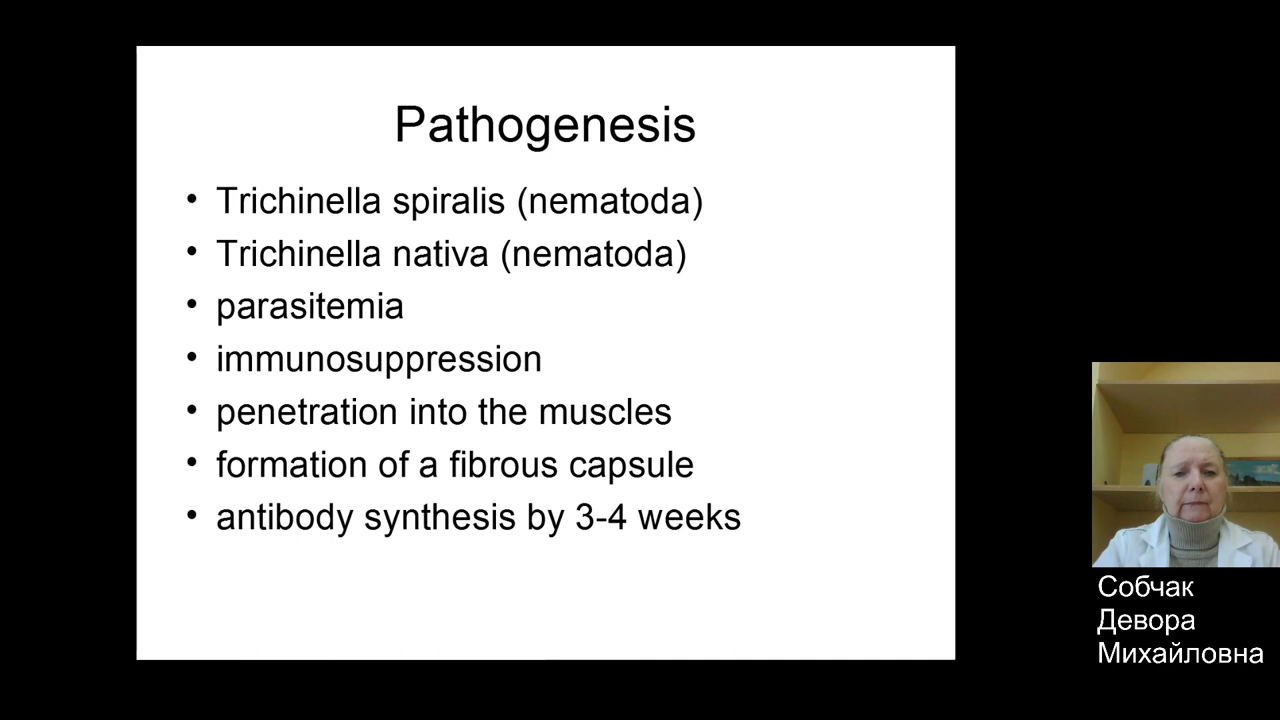 Pathogenesis
• Trichinella spiralis (nematoda)
• Trichinella nativa (nematoda)
• parasitemia
• immunosuppression
• penetration into the muscles
• formation of a fibrous capsule
• antibody synthesis by 3-4 weeks
Собчак
Девора
Михайловна